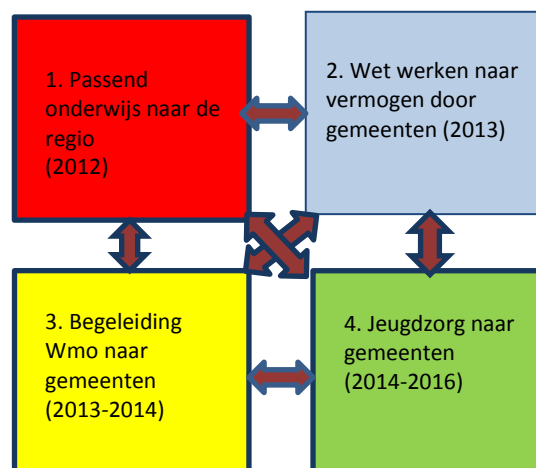 1. Passend
onderwijs naar de
regio
(2012)
2. Wet werken naar
vermogen door
gemeenten (2013)
3. Begeleiding
Wmo naar
gemeenten
(2013-2014)
4. Jeugdzorg naar
gemeenten
(2014-2016)